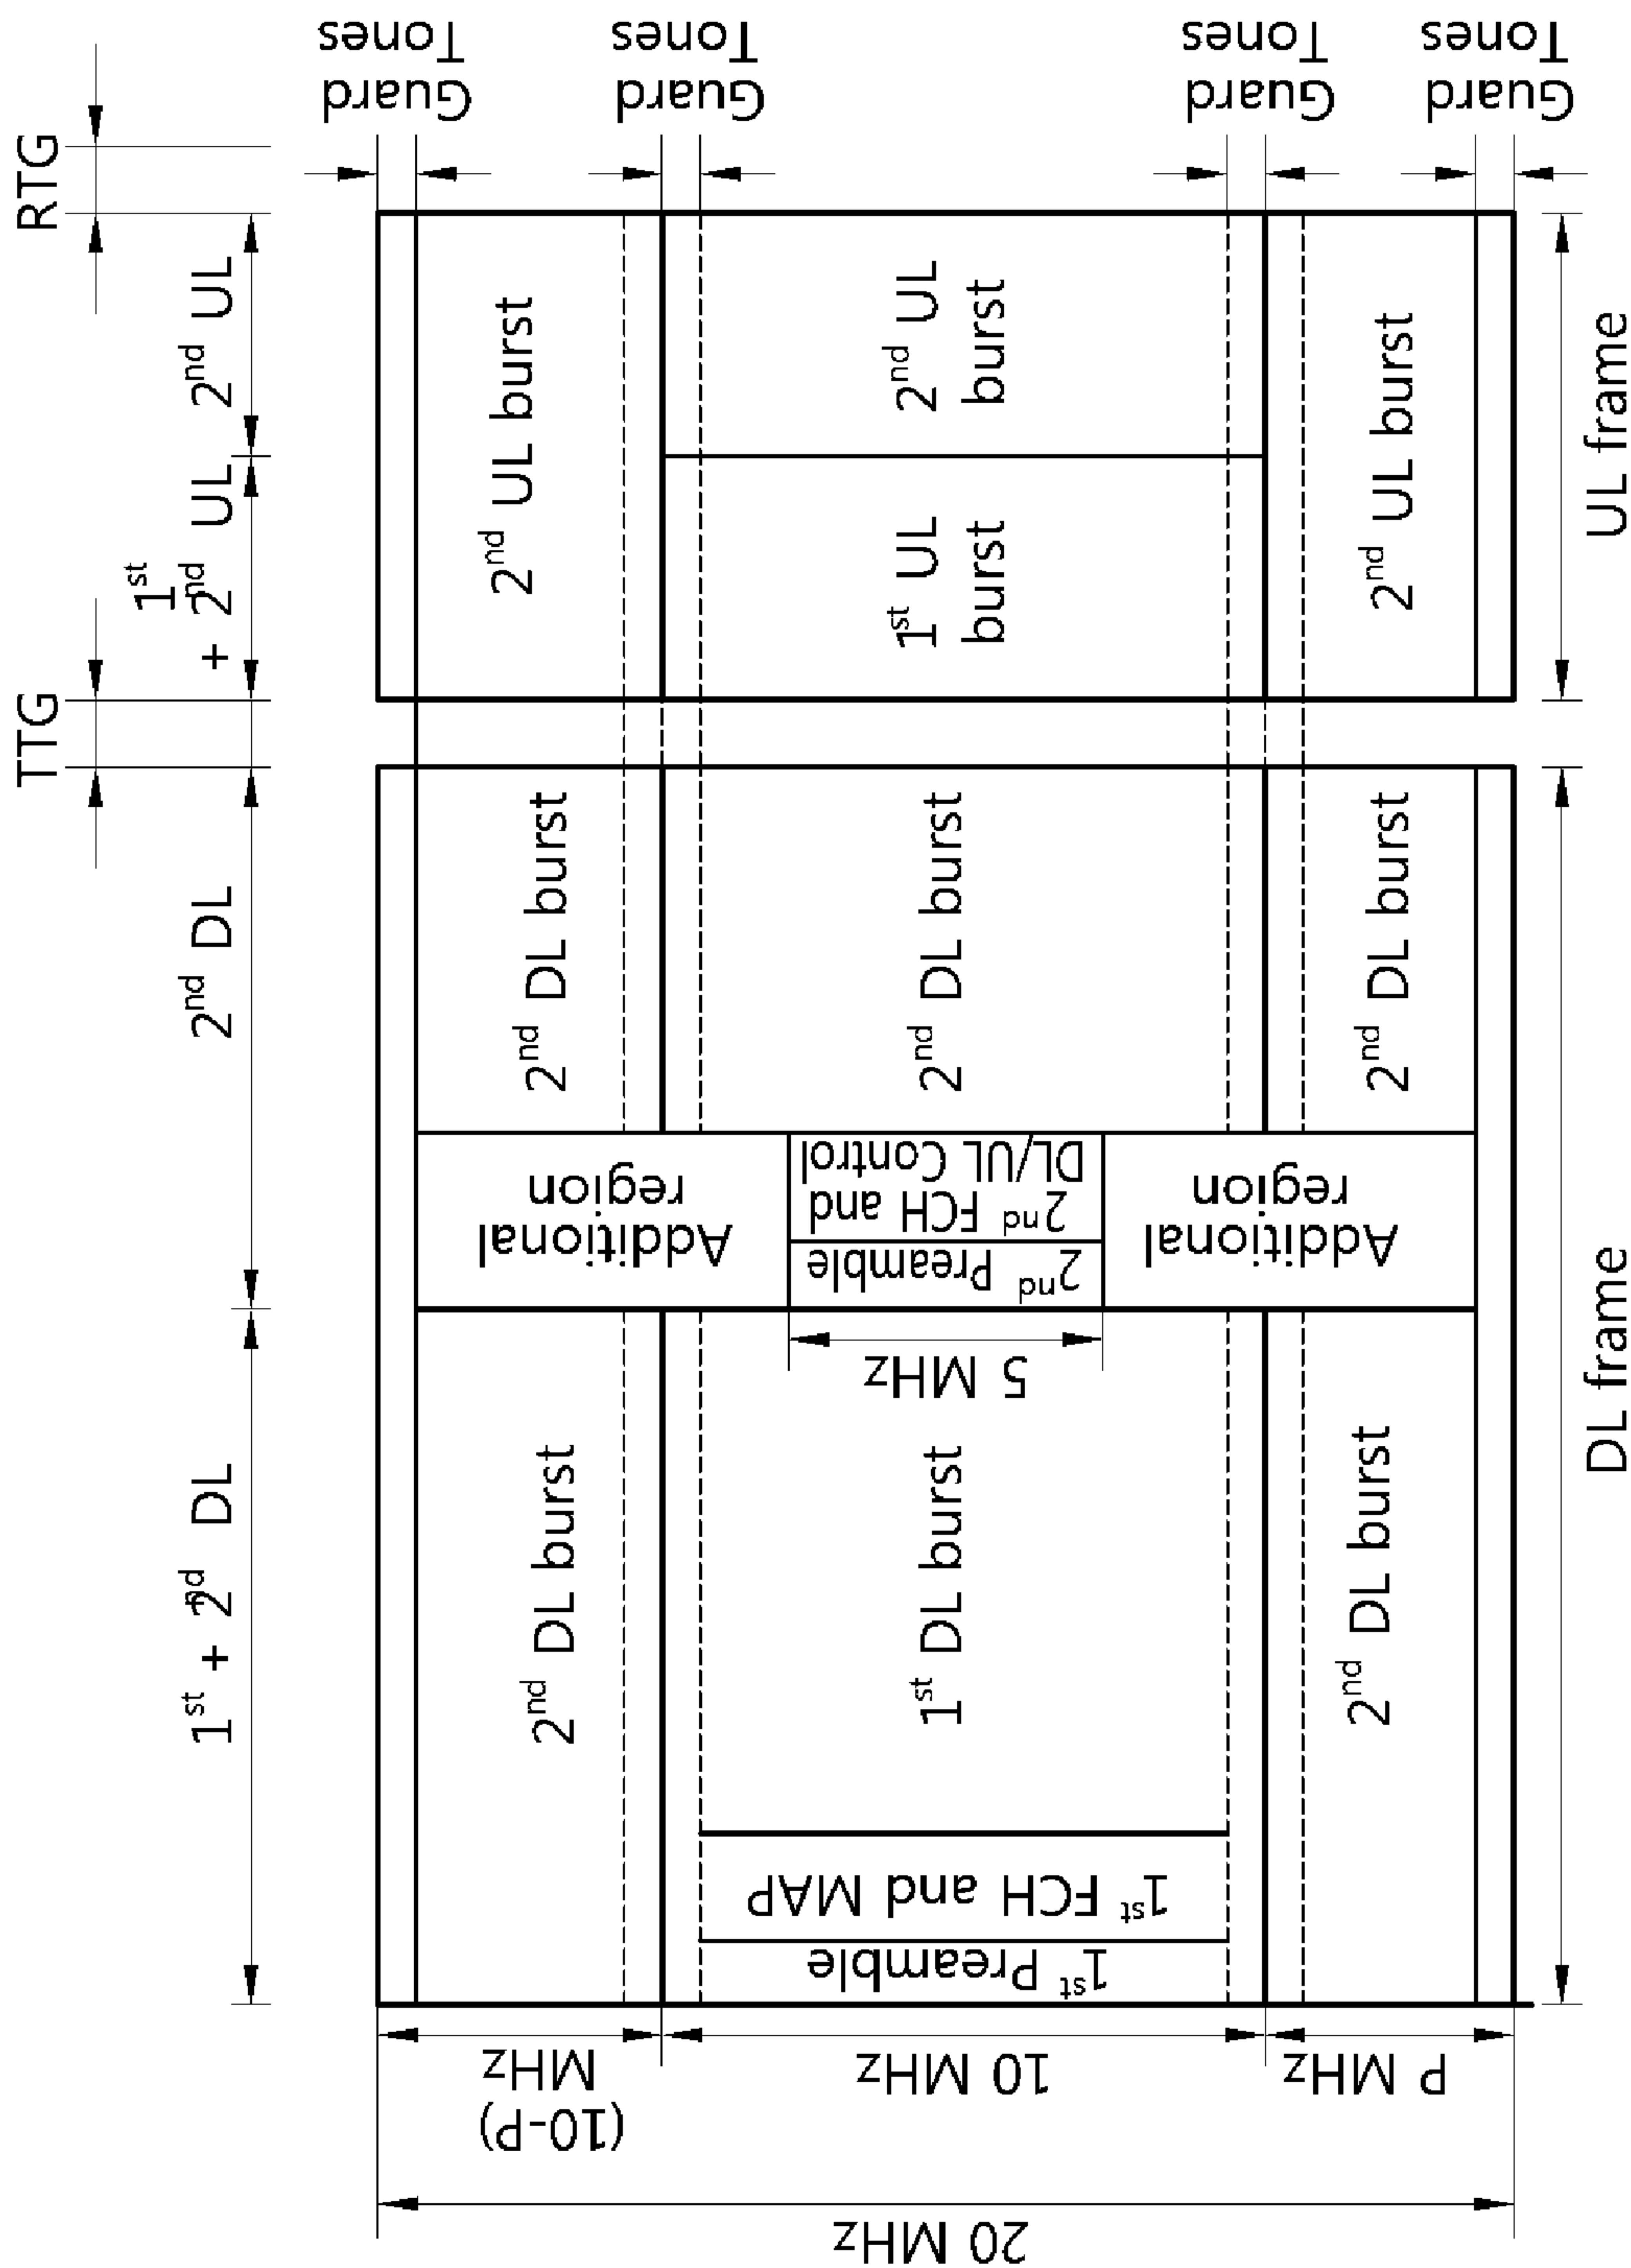 1st + 2nd DL
2nd DL
TTG
1st
+ 2nd UL
2nd UL
RTG
20 MHz
(10-P)
MHz
10 MHz
P MHz
2nd DL burst
2nd DL burst
2nd UL burst
Guard
Tones
Additional
region
1st Preamble
1st FCH and MAP
1st DL burst
5 MHz
2nd Preamble
2nd FCH and
DL/UL Control
2nd DL burst
1st UL
burst
2nd UL
burst
Guard
Tones
Additional
region
Guard
Tones
2nd DL burst
2nd DL burst
2nd UL burst
Guard
Tones
DL frame
UL frame